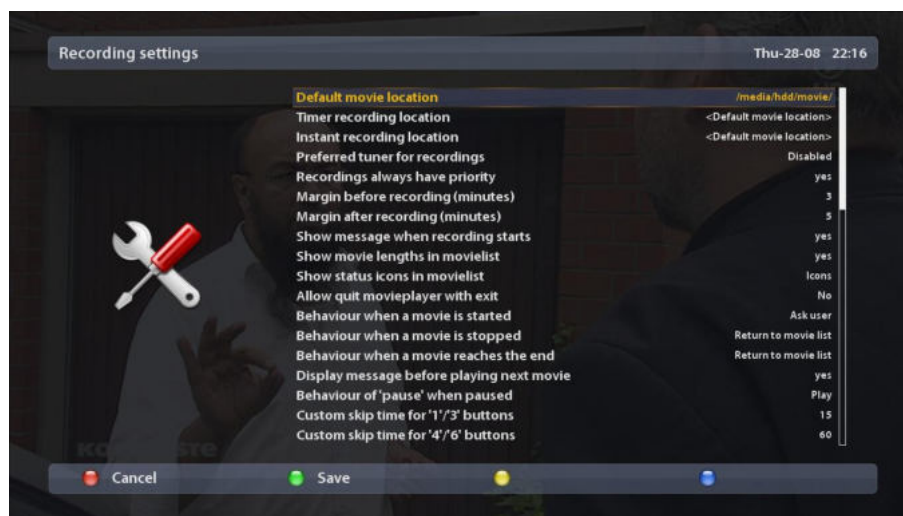 Recording settings Thu-28-08 22:16
Default movie location /media/hdd/movie/
Timer recording location <Default movie location>
Instant recording location <Default movie location>
Preferred tuner for recordings Disabled
Recordings always have priority yes
Margin before recording (minutes) 3
Margin after recording (minutes) 5
Show message when recording starts yes
Show movie lengths in movielist yes
Show status icons in movielist Icons
Allow quit movieplayer with exit No
Behaviour when a movie is started Ask user
Behaviour when a movie is stopped Return to movie list
Behaviour when a movie reaches the end Return to movie list
Display message before playing next movie yes
Behaviour of 'pause' when paused Play
Custom skip time for '1'/'3' buttons 15
Custom skip time for '4'/'6' buttons 60
Cancel Save